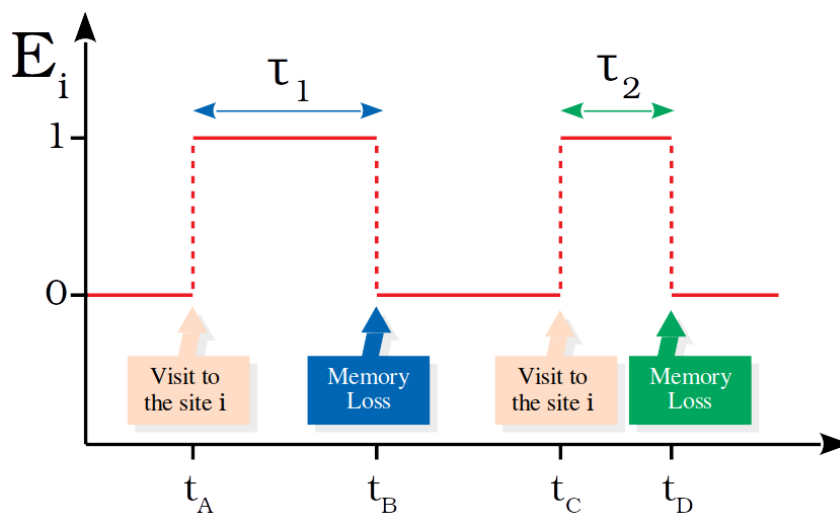 E_i
τ_1
τ_2
1
0
Visit to
the site i
Memory
Loss
Visit to
the site i
Memory
Loss
t_A
t_B
t_C
t_D